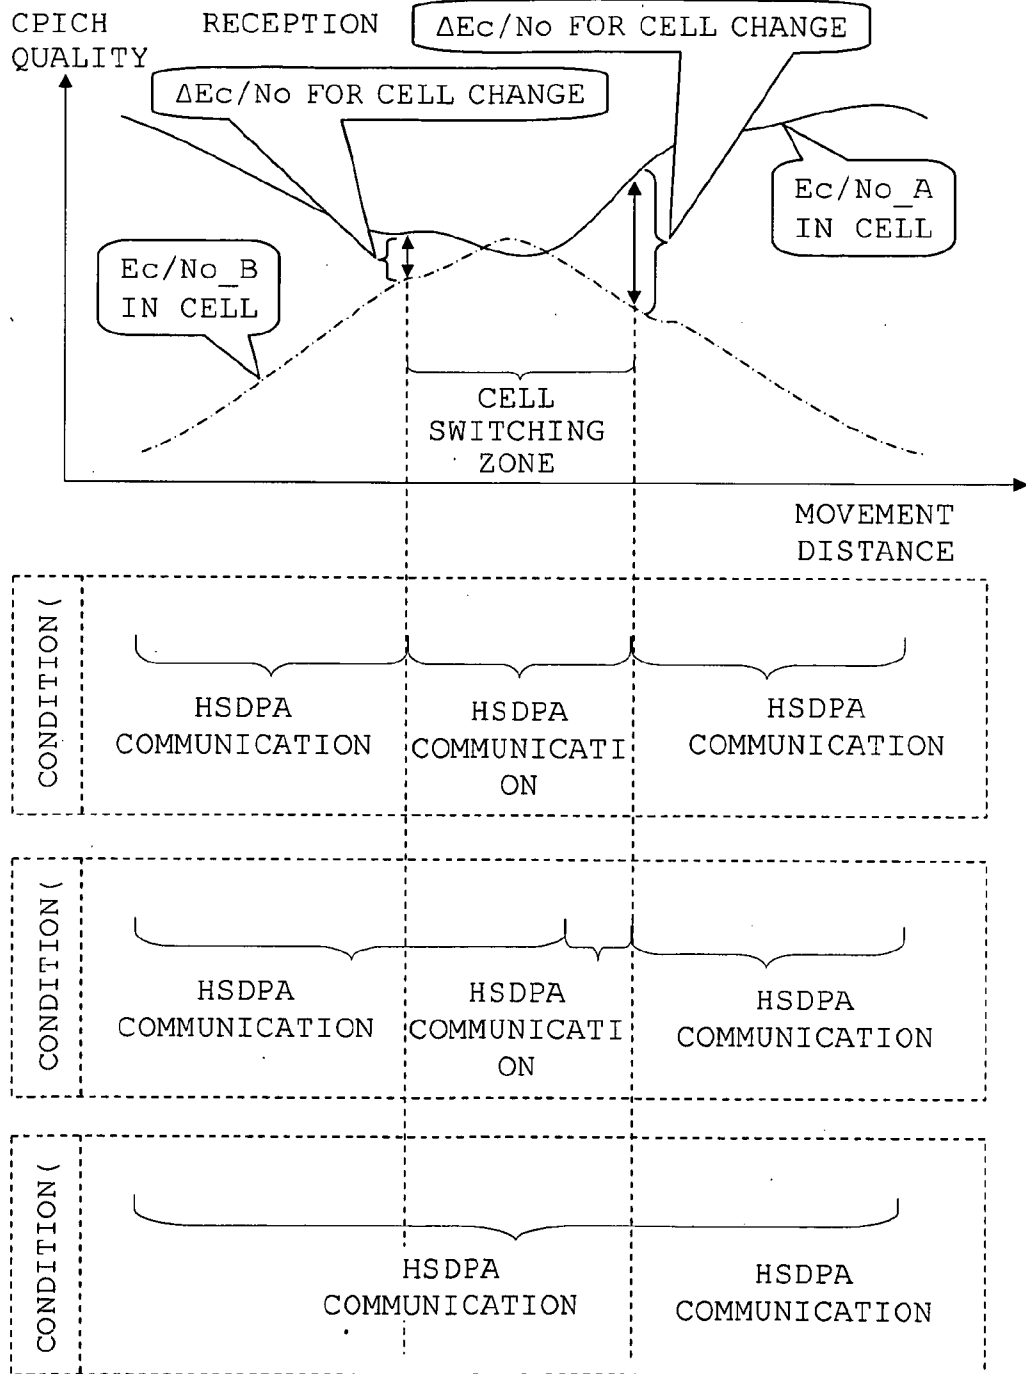 CPICH RECEPTION
QUALITY
ΔEc/No FOR CELL CHANGE
ΔEc/No FOR CELL CHANGE
Ec/No_A
IN CELL
Ec/No_B
IN CELL
CELL
SWITCHING
ZONE
MOVEMENT
DISTANCE
CONDITION(
HSDPA
COMMUNICATION
HSDPA
COMMUNICATI
ON
HSDPA
COMMUNICATION
CONDITION(
HSDPA
COMMUNICATION
HSDPA
COMMUNICATI
ON
HSDPA
COMMUNICATION
CONDITION(
HSDPA
COMMUNICATION
HSDPA
COMMUNICATION